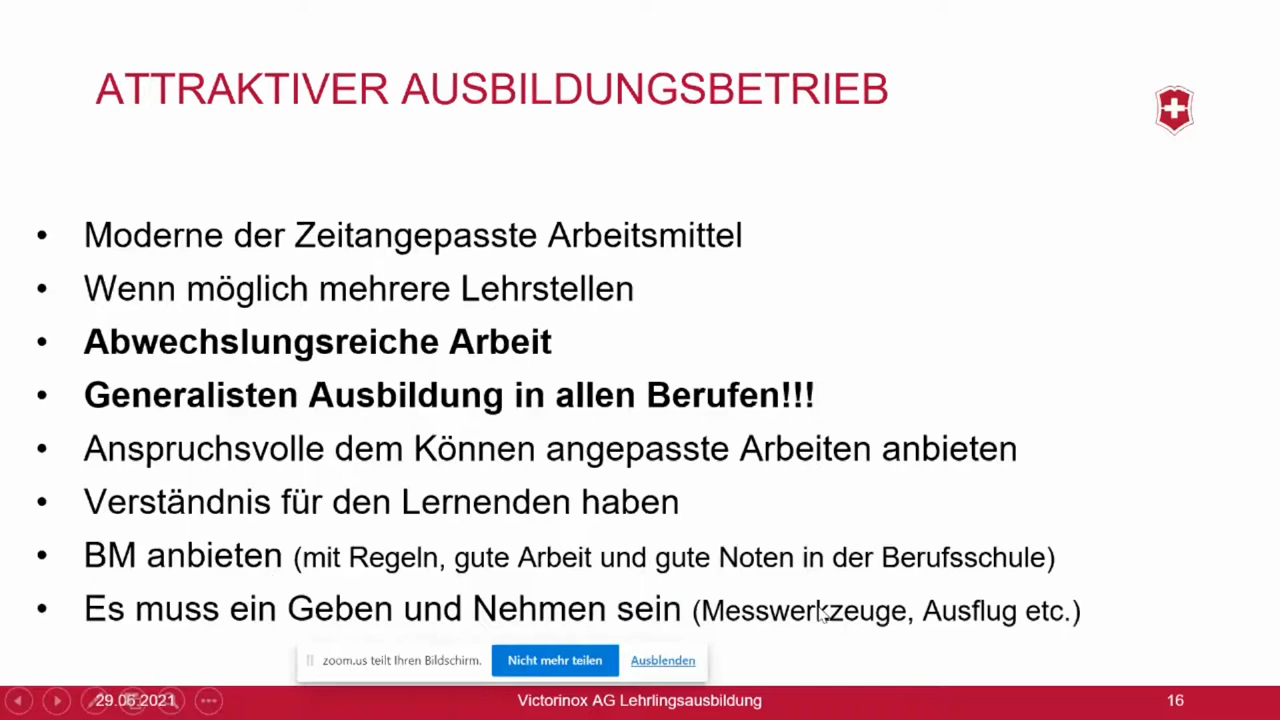 ATTRAKTIVER AUSBILDUNGSBETRIEB
• Moderne der Zeitangepasste Arbeitsmittel
• Wenn möglich mehrere Lehrstellen
• Abwechslungsreiche Arbeit
• Generalisten Ausbildung in allen Berufen!!!
• Anspruchsvolle dem Können angepasste Arbeiten anbieten
• Verständnis für den Lernenden haben
• BM anbieten (mit Regeln, gute Arbeit und gute Noten in der Berufsschule)
• Es muss ein Geben und Nehmen sein (Messwerkzeuge, Ausflug etc.)
zoom.us teilt Ihren Bildschirm. Nicht mehr teilen Ausblenden
29.06.2021 Victorinox AG Lehrlingsausbildung 16